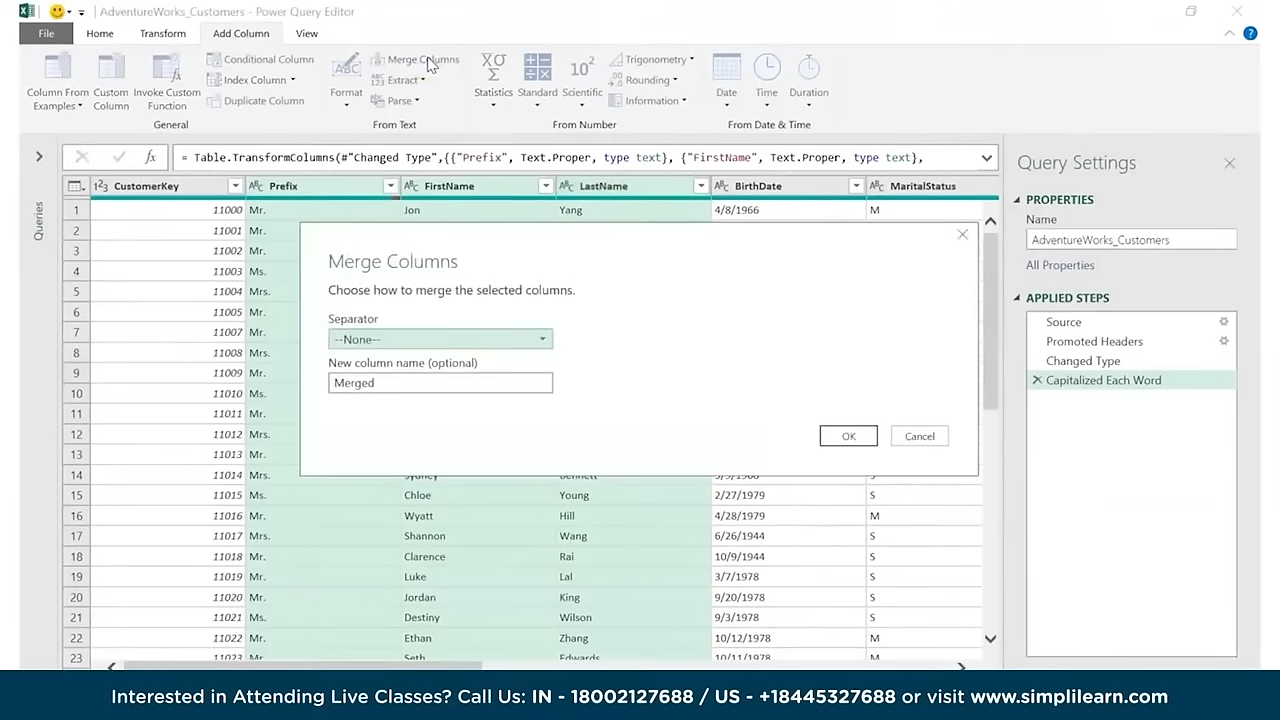 AdventureWorks_Customers - Power Query Editor
File Home Transform Add Column View
Column From Examples
Custom Column
Invoke Custom Function
Conditional Column
Index Column
Duplicate Column
General
Format
Merge Columns
Extract
Parse
From Text
Statistics
Standard
Scientific
Trigonometry
Rounding
Information
From Number
Date
Time
Duration
From Date & Time
= Table.TransformColumns(#"Changed Type",{{"Prefix", Text.Proper, type text}, {"FirstName", Text.Proper, type text},
Queries
CustomerKey Prefix FirstName LastName BirthDate MaritalStatus
1 11000 Mr. Jon Yang 4/8/1966 M
2 11001 Mr.
3 11002 Mr.
4 11003 Ms.
5 11004 Mrs.
6 11005 Mr.
7 11007 Mr.
8 11008 Mrs.
9 11009 Mr.
10 11010 Ms.
11 11011 Mr.
12 11012 Mrs.
13 11013 Mr.
14 11014 Mrs. Sydney Bennett S
15 11015 Ms. Chloe Young 2/27/1979 S
16 11016 Mr. Wyatt Hill 4/28/1979 M
17 11017 Mrs. Shannon Wang 6/26/1944 S
18 11018 Mr. Clarence Rai 10/9/1944 S
19 11019 Mr. Luke Lal 3/7/1978 S
20 11020 Mr. Jordan King 9/20/1978 S
21 11021 Ms. Destiny Wilson 9/3/1978 S
22 11022 Mr. Ethan Zhang 10/12/1978 M
23 11023 Mr. Seth Edwards 10/11/1978 M
Merge Columns
Choose how to merge the selected columns.
Separator
--None--
New column name (optional)
Merged
OK Cancel
Query Settings
PROPERTIES
Name
AdventureWorks_Customers
All Properties
APPLIED STEPS
Source
Promoted Headers
Changed Type
Capitalized Each Word
Interested in Attending Live Classes? Call Us: IN - 18002127688 / US - +18445327688 or visit www.simplilearn.com